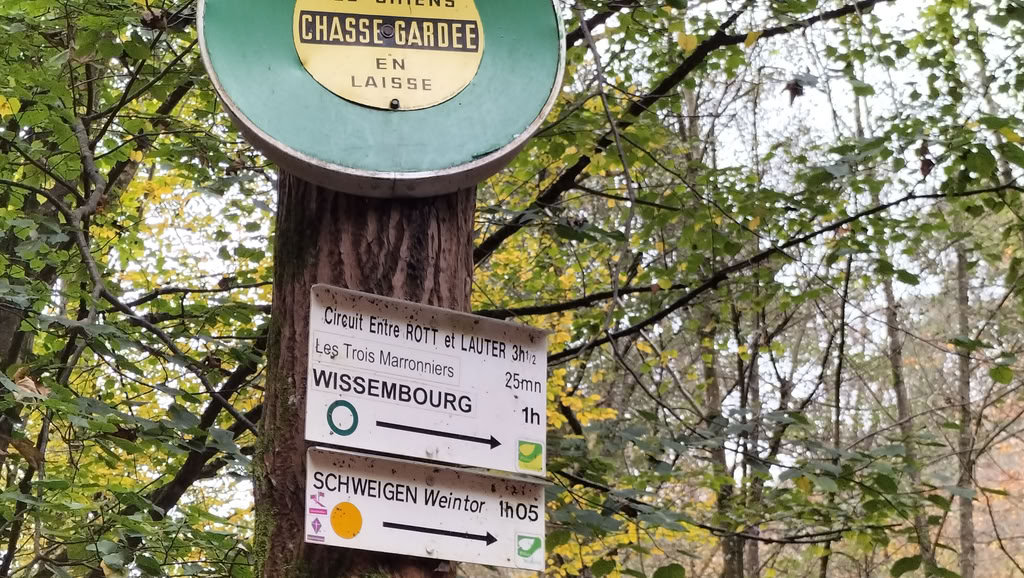 CHIENS
CHASSE GARDEE
EN
LAISSE
Circuit Entre ROTT et LAUTER 3h1/2
Les Trois Marronniers 25mn
WISSEMBOURG 1h
SCHWEIGEN Weintor 1h05